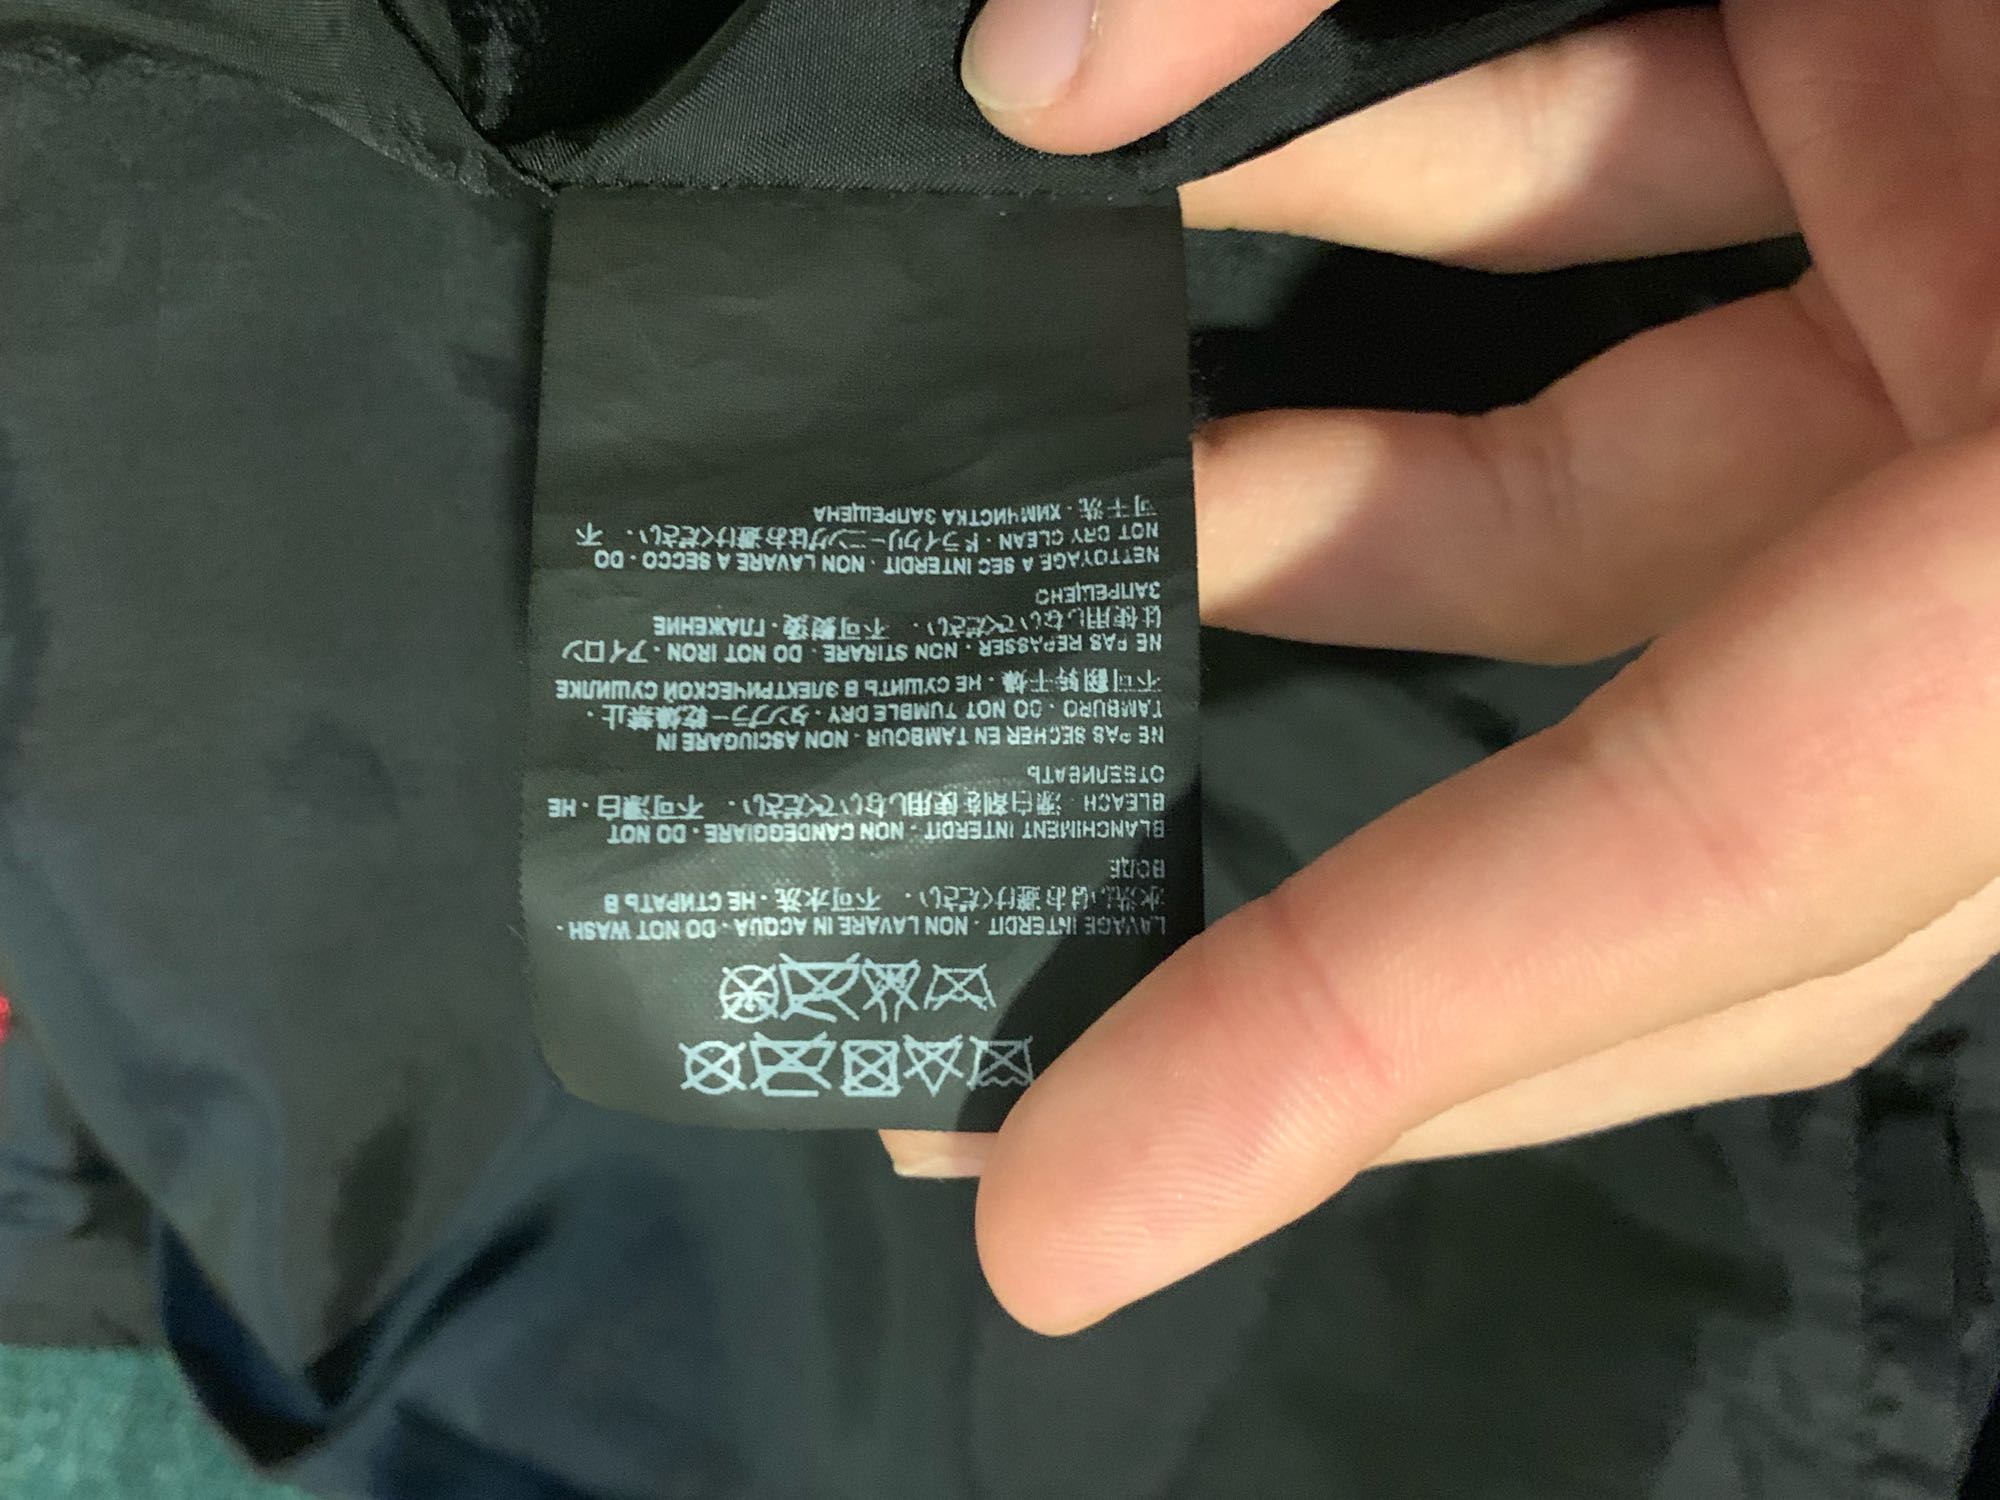 LAVAGE INTERDIT · NON LAVARE IN ACQUA · DO NOT WASH ·
水洗いはお避けください． 不可水洗 · НЕ СТИРАТЬ В
ВОДЕ
BLANCHIMENT INTERDIT · NON CANDEGGIARE · DO NOT
BLEACH · 漂白剤を使用しないでください． 不可漂白 · НЕ
ОТБЕЛИВАТЬ
NE PAS SECHER EN TAMBOUR · NON ASCIUGARE IN
TAMBURO · DO NOT TUMBLE DRY · タンブラー乾燥禁止 ·
不可翻转干燥 · НЕ СУШИТЬ В ЭЛЕКТРИЧЕСКОЙ СУШИЛКЕ
NE PAS REPASSER · NON STIRARE · DO NOT IRON · アイロン
は使用しないでください． 不可熨烫 · ГЛАЖЕНИЕ
ЗАПРЕЩЕНО
NETTOYAGE A SEC INTERDIT · NON LAVARE A SECCO · DO
NOT DRY CLEAN · ドライクリーニングはお避けください． 不
可干洗 · ХИМЧИСТКА ЗАПРЕЩЕНА